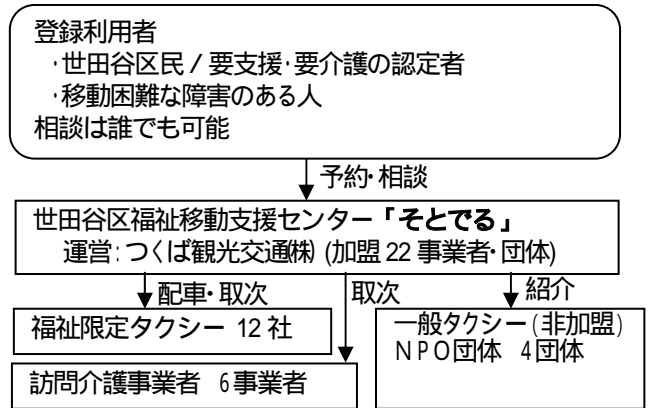 登録利用者
・世田谷区民／要支援・要介護の認定者
・移動困難な障害のある人
相談は誰でも可能
予約・相談
世田谷区福祉移動支援センター「そとでる」
運営：つくば観光交通㈱（加盟 22 事業者・団体）
配車・取次
取次
紹介
福祉限定タクシー 12 社
訪問介護事業者 6 事業者
一般タクシー（非加盟）
ＮＰＯ団体 4 団体